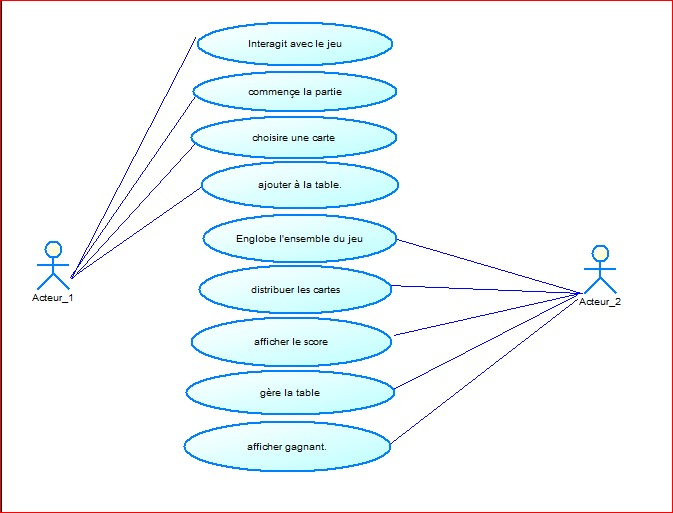 Interagit avec le jeu
commençe la partie
choisire une carte
ajouter à la table.
Englobe l'ensemble du jeu
Acteur_1
distribuer les cartes
Acteur_2
afficher le score
gère la table
afficher gagnant.